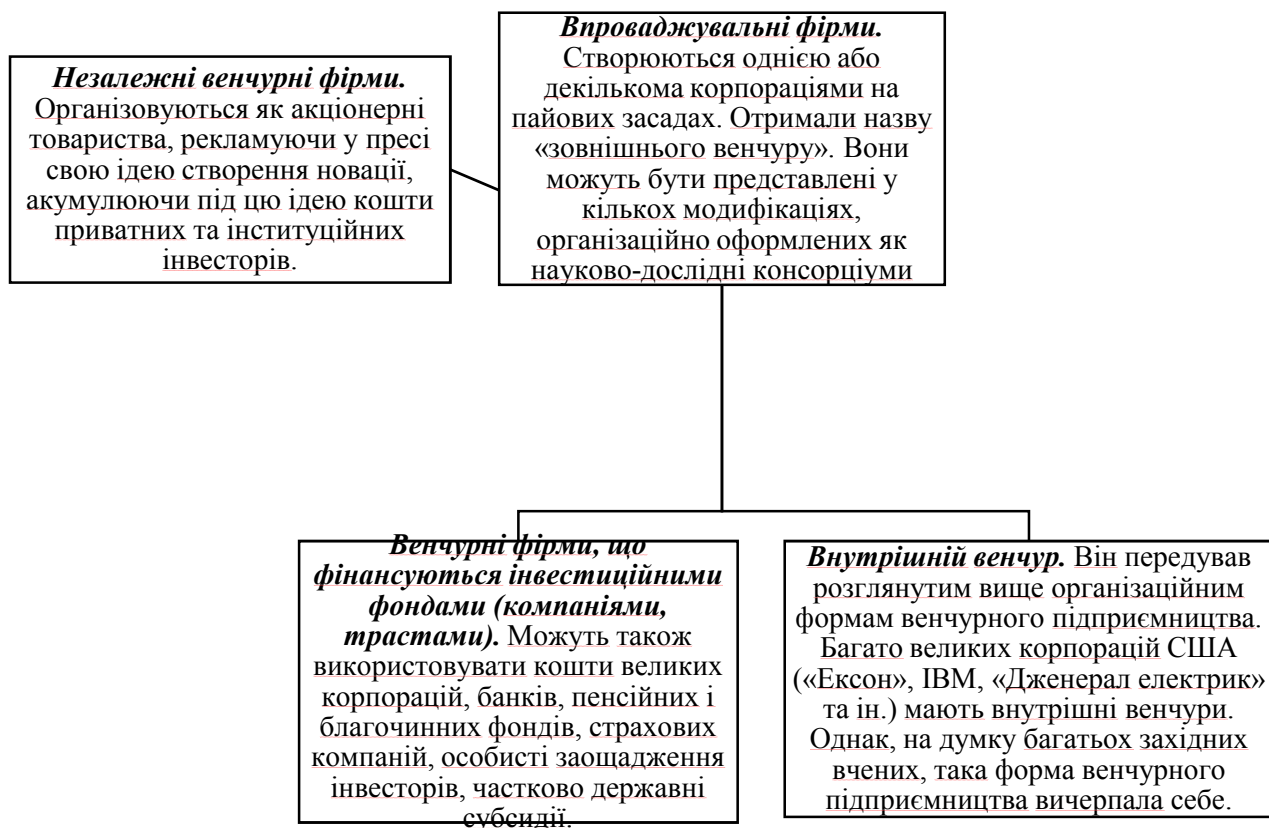 Незалежні венчурні фірми.
Організовуються як акціонерні
товариства, рекламуючи у пресі
свою ідею створення новації,
акумулюючи під цю ідею кошти
приватних та інституційних
інвесторів.
Впроваджувальні фірми.
Створюються однією або
декількома корпораціями на
пайових засадах. Отримали назву
«зовнішнього венчуру». Вони
можуть бути представлені у
кількох модифікаціях,
організаційно оформлених як
науково-дослідні консорціуми
Венчурні фірми, що
фінансуються інвестиційними
фондами (компаніями,
трастами). Можуть також
використовувати кошти великих
корпорацій, банків, пенсійних і
благочинних фондів, страхових
компаній, особисті заощадження
інвесторів, частково державні
субсидії.
Внутрішній венчур. Він передував
розглянутим вище організаційним
формам венчурного підприємництва.
Багато великих корпорацій США
(«Ексон», IBM, «Дженерал електрик»
та ін.) мають внутрішні венчури.
Однак, на думку багатьох західних
вчених, така форма венчурного
підприємництва вичерпала себе.